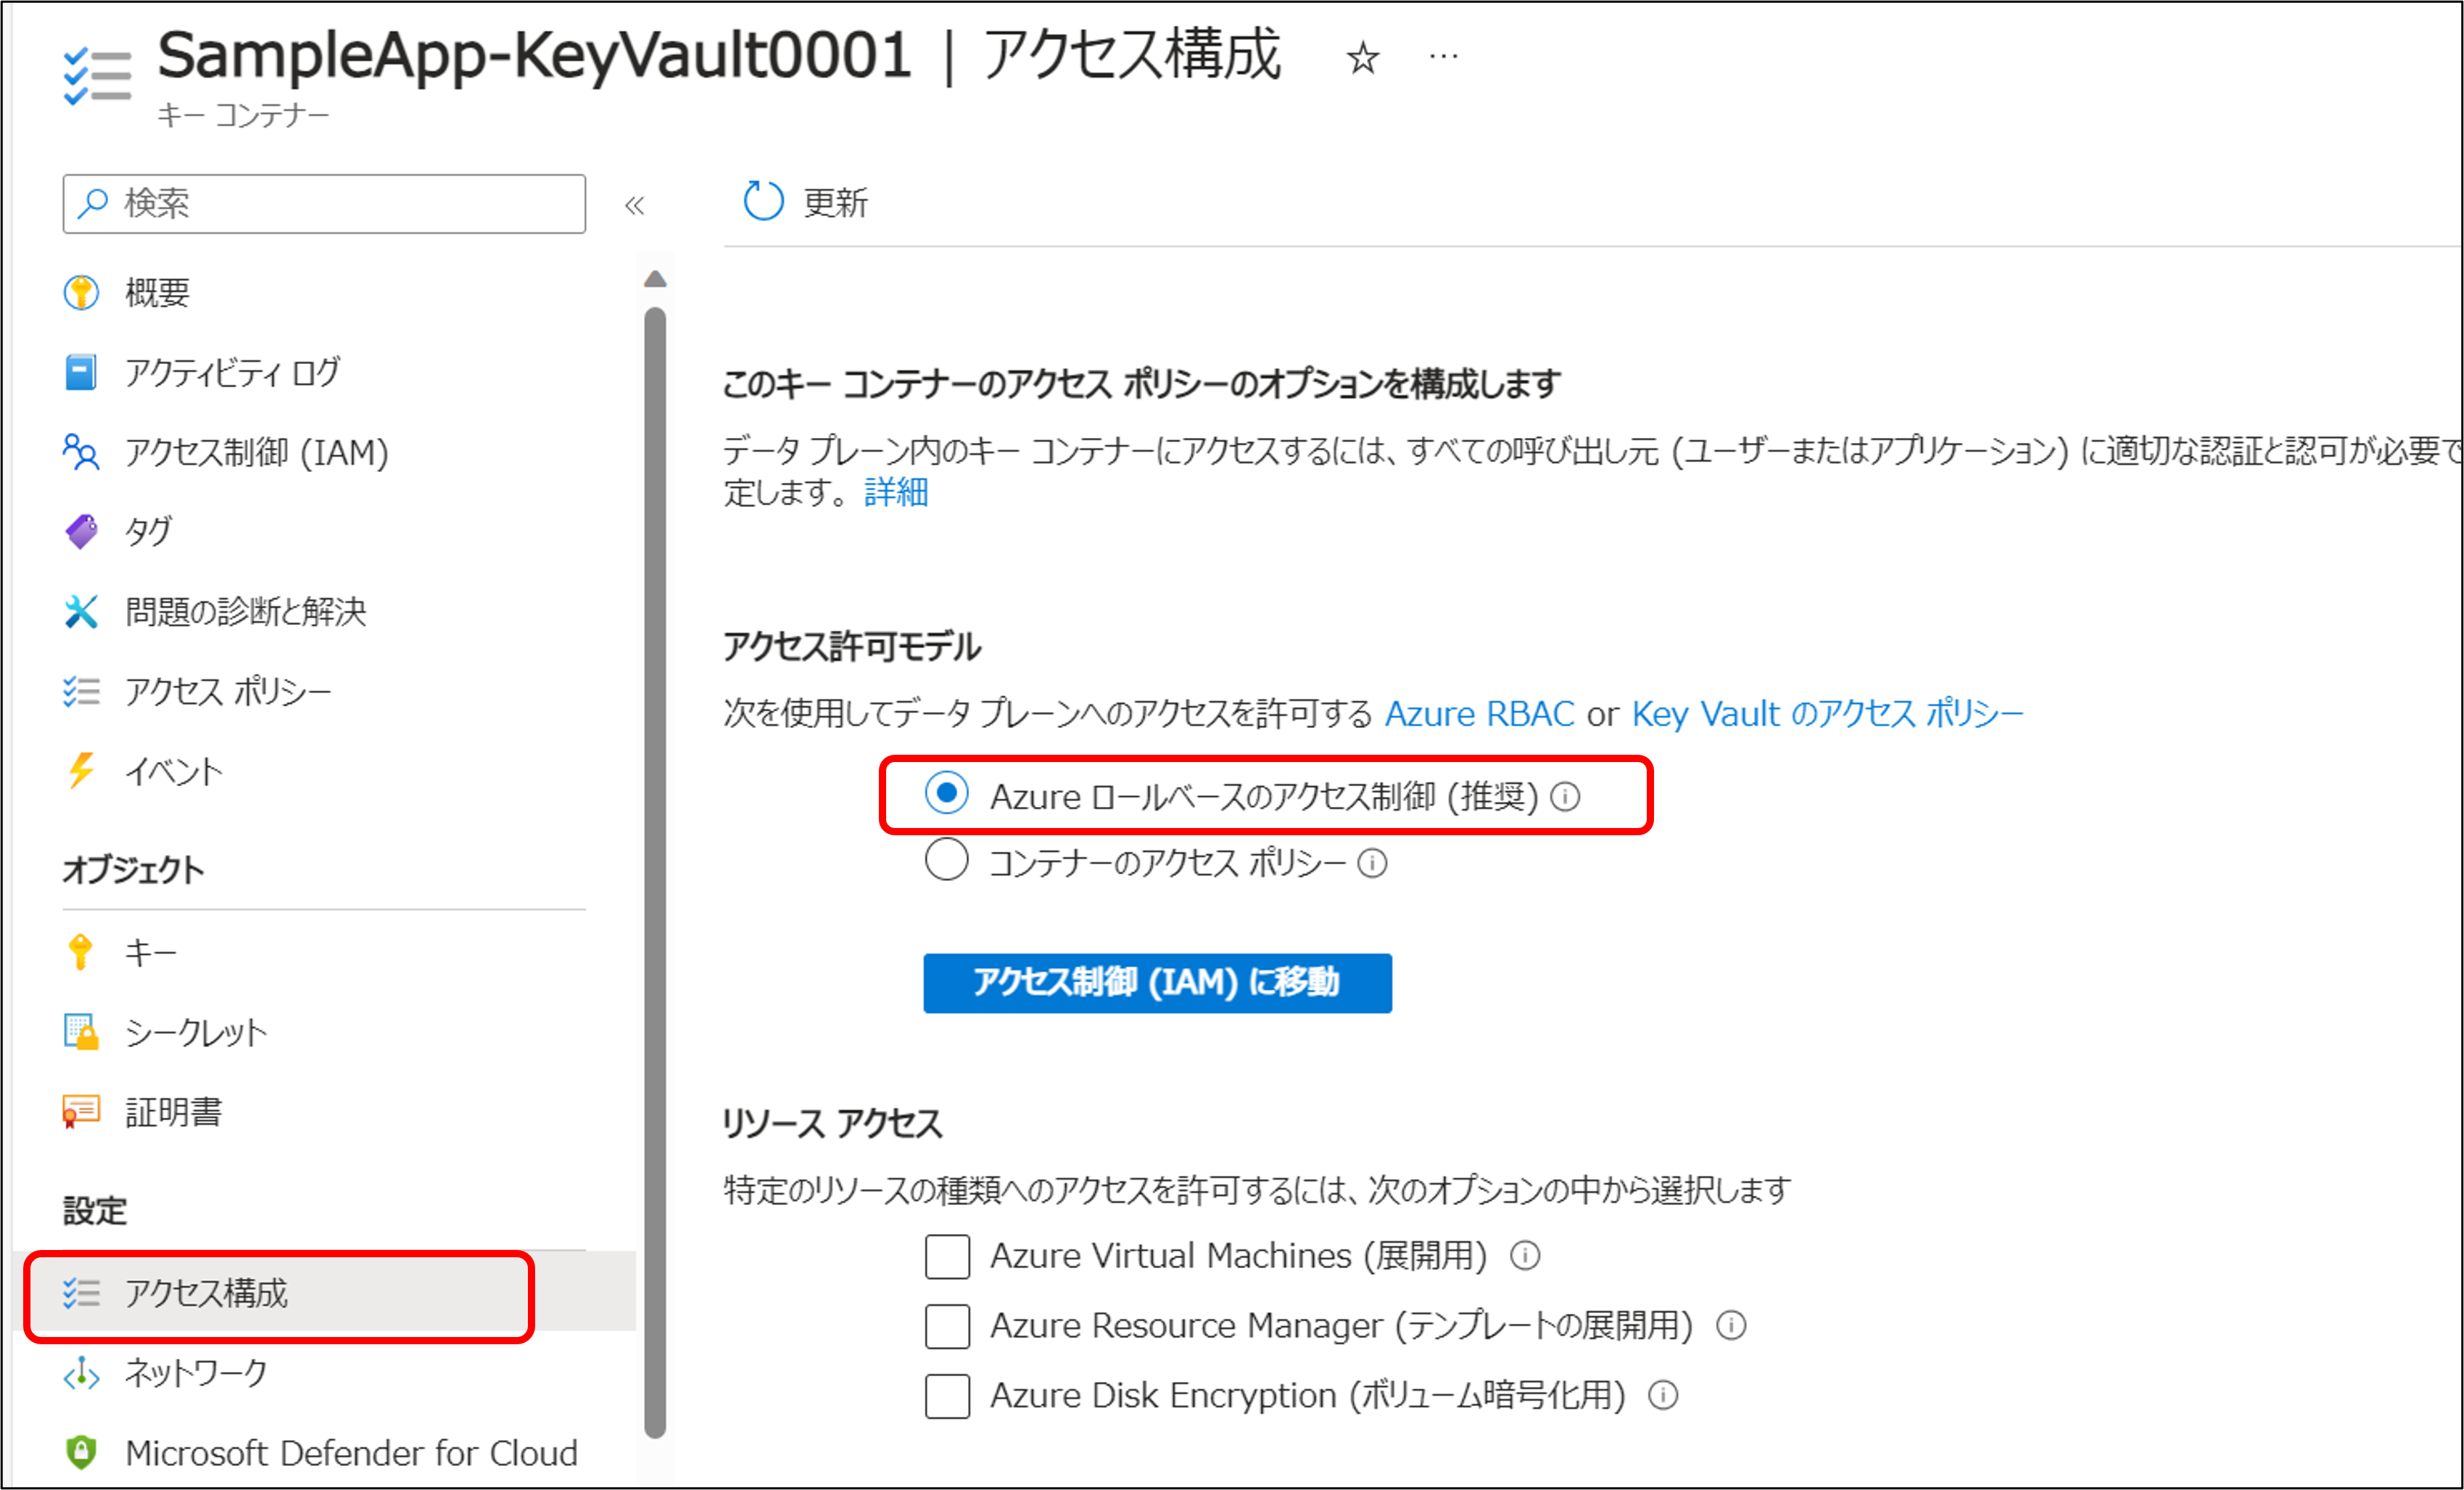 SampleApp-KeyVault0001 | アクセス構成
キー コンテナー
検索
更新
概要
アクティビティ ログ
アクセス制御 (IAM)
タグ
問題の診断と解決
アクセス ポリシー
イベント
オブジェクト
キー
シークレット
証明書
設定
アクセス構成
ネットワーク
Microsoft Defender for Cloud
このキー コンテナーのアクセス ポリシーのオプションを構成します
データ プレーン内のキー コンテナーにアクセスするには、すべての呼び出し元 (ユーザーまたはアプリケーション) に適切な認証と認可が必要で
定します。 詳細
アクセス許可モデル
次を使用してデータ プレーンへのアクセスを許可する Azure RBAC or Key Vault のアクセス ポリシー
Azure ロールベースのアクセス制御 (推奨)
コンテナーのアクセス ポリシー
アクセス制御 (IAM) に移動
リソース アクセス
特定のリソースの種類へのアクセスを許可するには、次のオプションの中から選択します
Azure Virtual Machines (展開用)
Azure Resource Manager (テンプレートの展開用)
Azure Disk Encryption (ボリューム暗号化用)